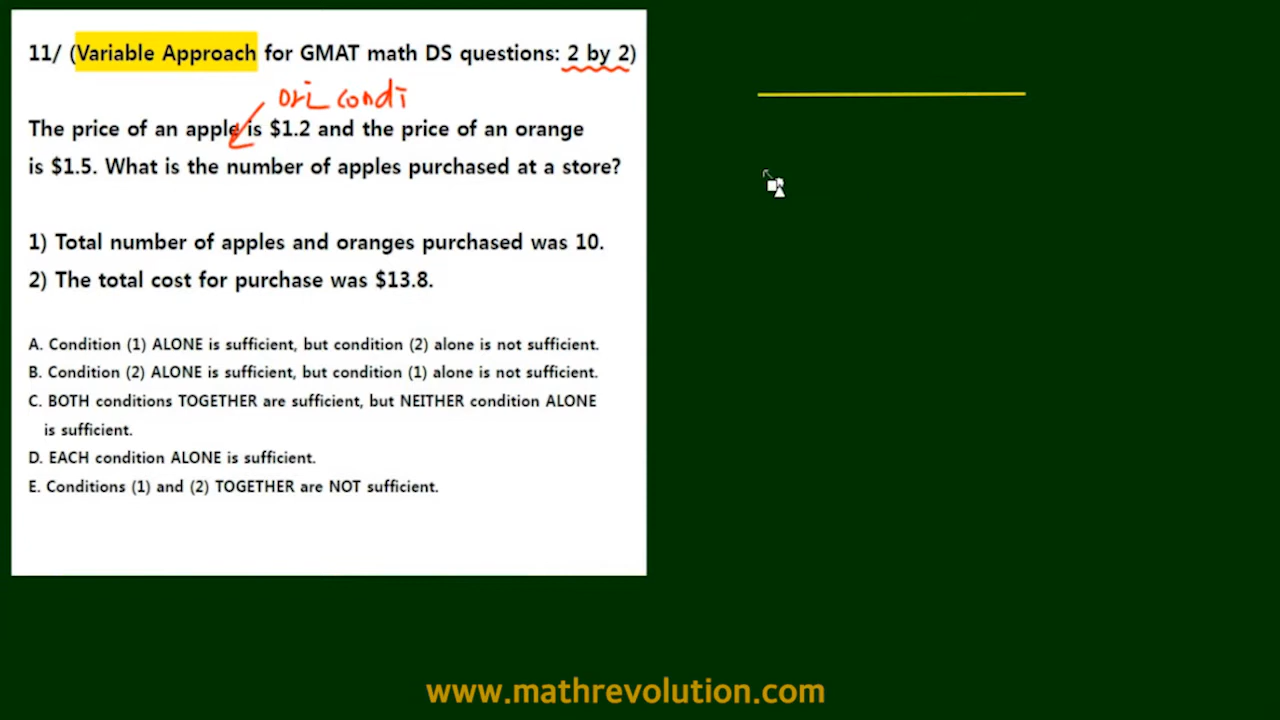 11/ (Variable Approach for GMAT math DS questions: 2 by 2)
ori condi
The price of an apple is $1.2 and the price of an orange
is $1.5. What is the number of apples purchased at a store?
1) Total number of apples and oranges purchased was 10.
2) The total cost for purchase was $13.8.
A. Condition (1) ALONE is sufficient, but condition (2) alone is not sufficient.
B. Condition (2) ALONE is sufficient, but condition (1) alone is not sufficient.
C. BOTH conditions TOGETHER are sufficient, but NEITHER condition ALONE
is sufficient.
D. EACH condition ALONE is sufficient.
E. Conditions (1) and (2) TOGETHER are NOT sufficient.
www.mathrevolution.com